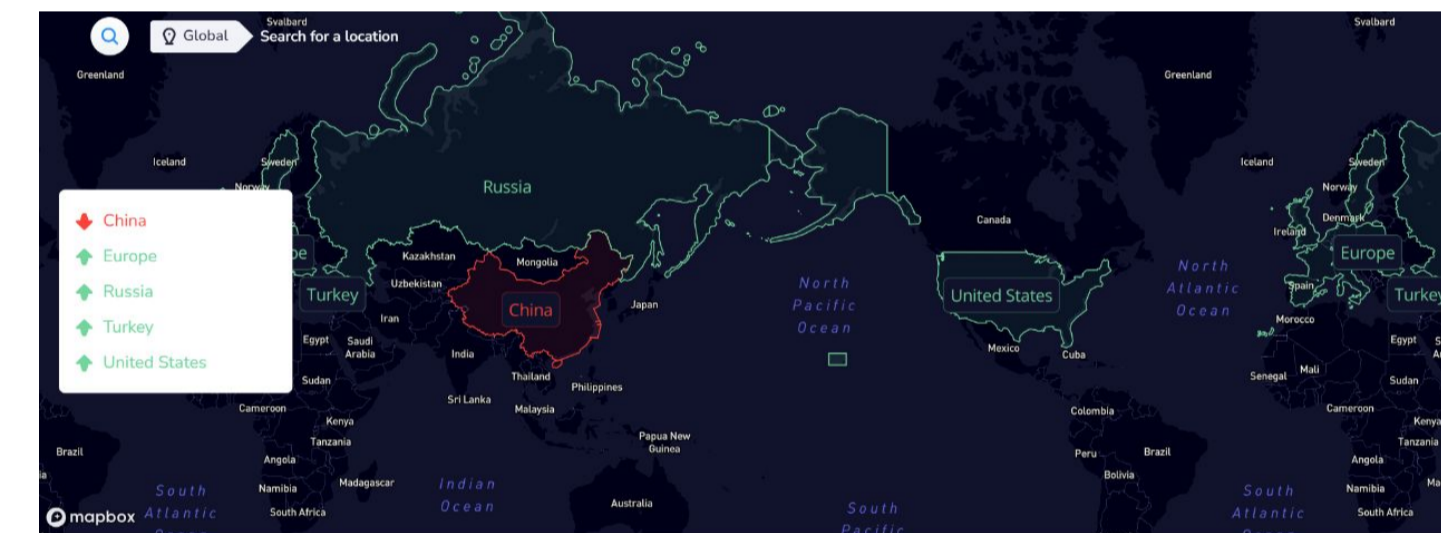 Svalbard
Global
Search for a location
Svalbard
Greenland
Greenland
Iceland
Sweden
Norway
Russia
Iceland
Sweden
Norway
Denmark
Ireland
Canada
China
Europe
Russia
Turkey
United States
pe
Turkey
Kazakhstan
Uzbekistan
Mongolia
China
Japan
Iran
Egypt
Saudi
Arabia
India
Sudan
Thailand
Philippines
Sri Lanka
Malaysia
Cameroon
Kenya
Tanzania
Papua New
Guinea
Brazil
Angola
Namibia
Madagascar
South Africa
Australia
South
Atlantic
Indian
Ocean
North
Pacific
Ocean
United States
Mexico
Cuba
North
Atlantic
Ocean
Europe
Spain
Turkey
Morocco
Egypt
Senegal
Mali
Sudan
Colombia
Cameroon
Kenya
Tanzania
Peru
Brazil
Bolivia
Angola
Namibia
South Africa
South
Pacific
South
Atlantic
mapbox